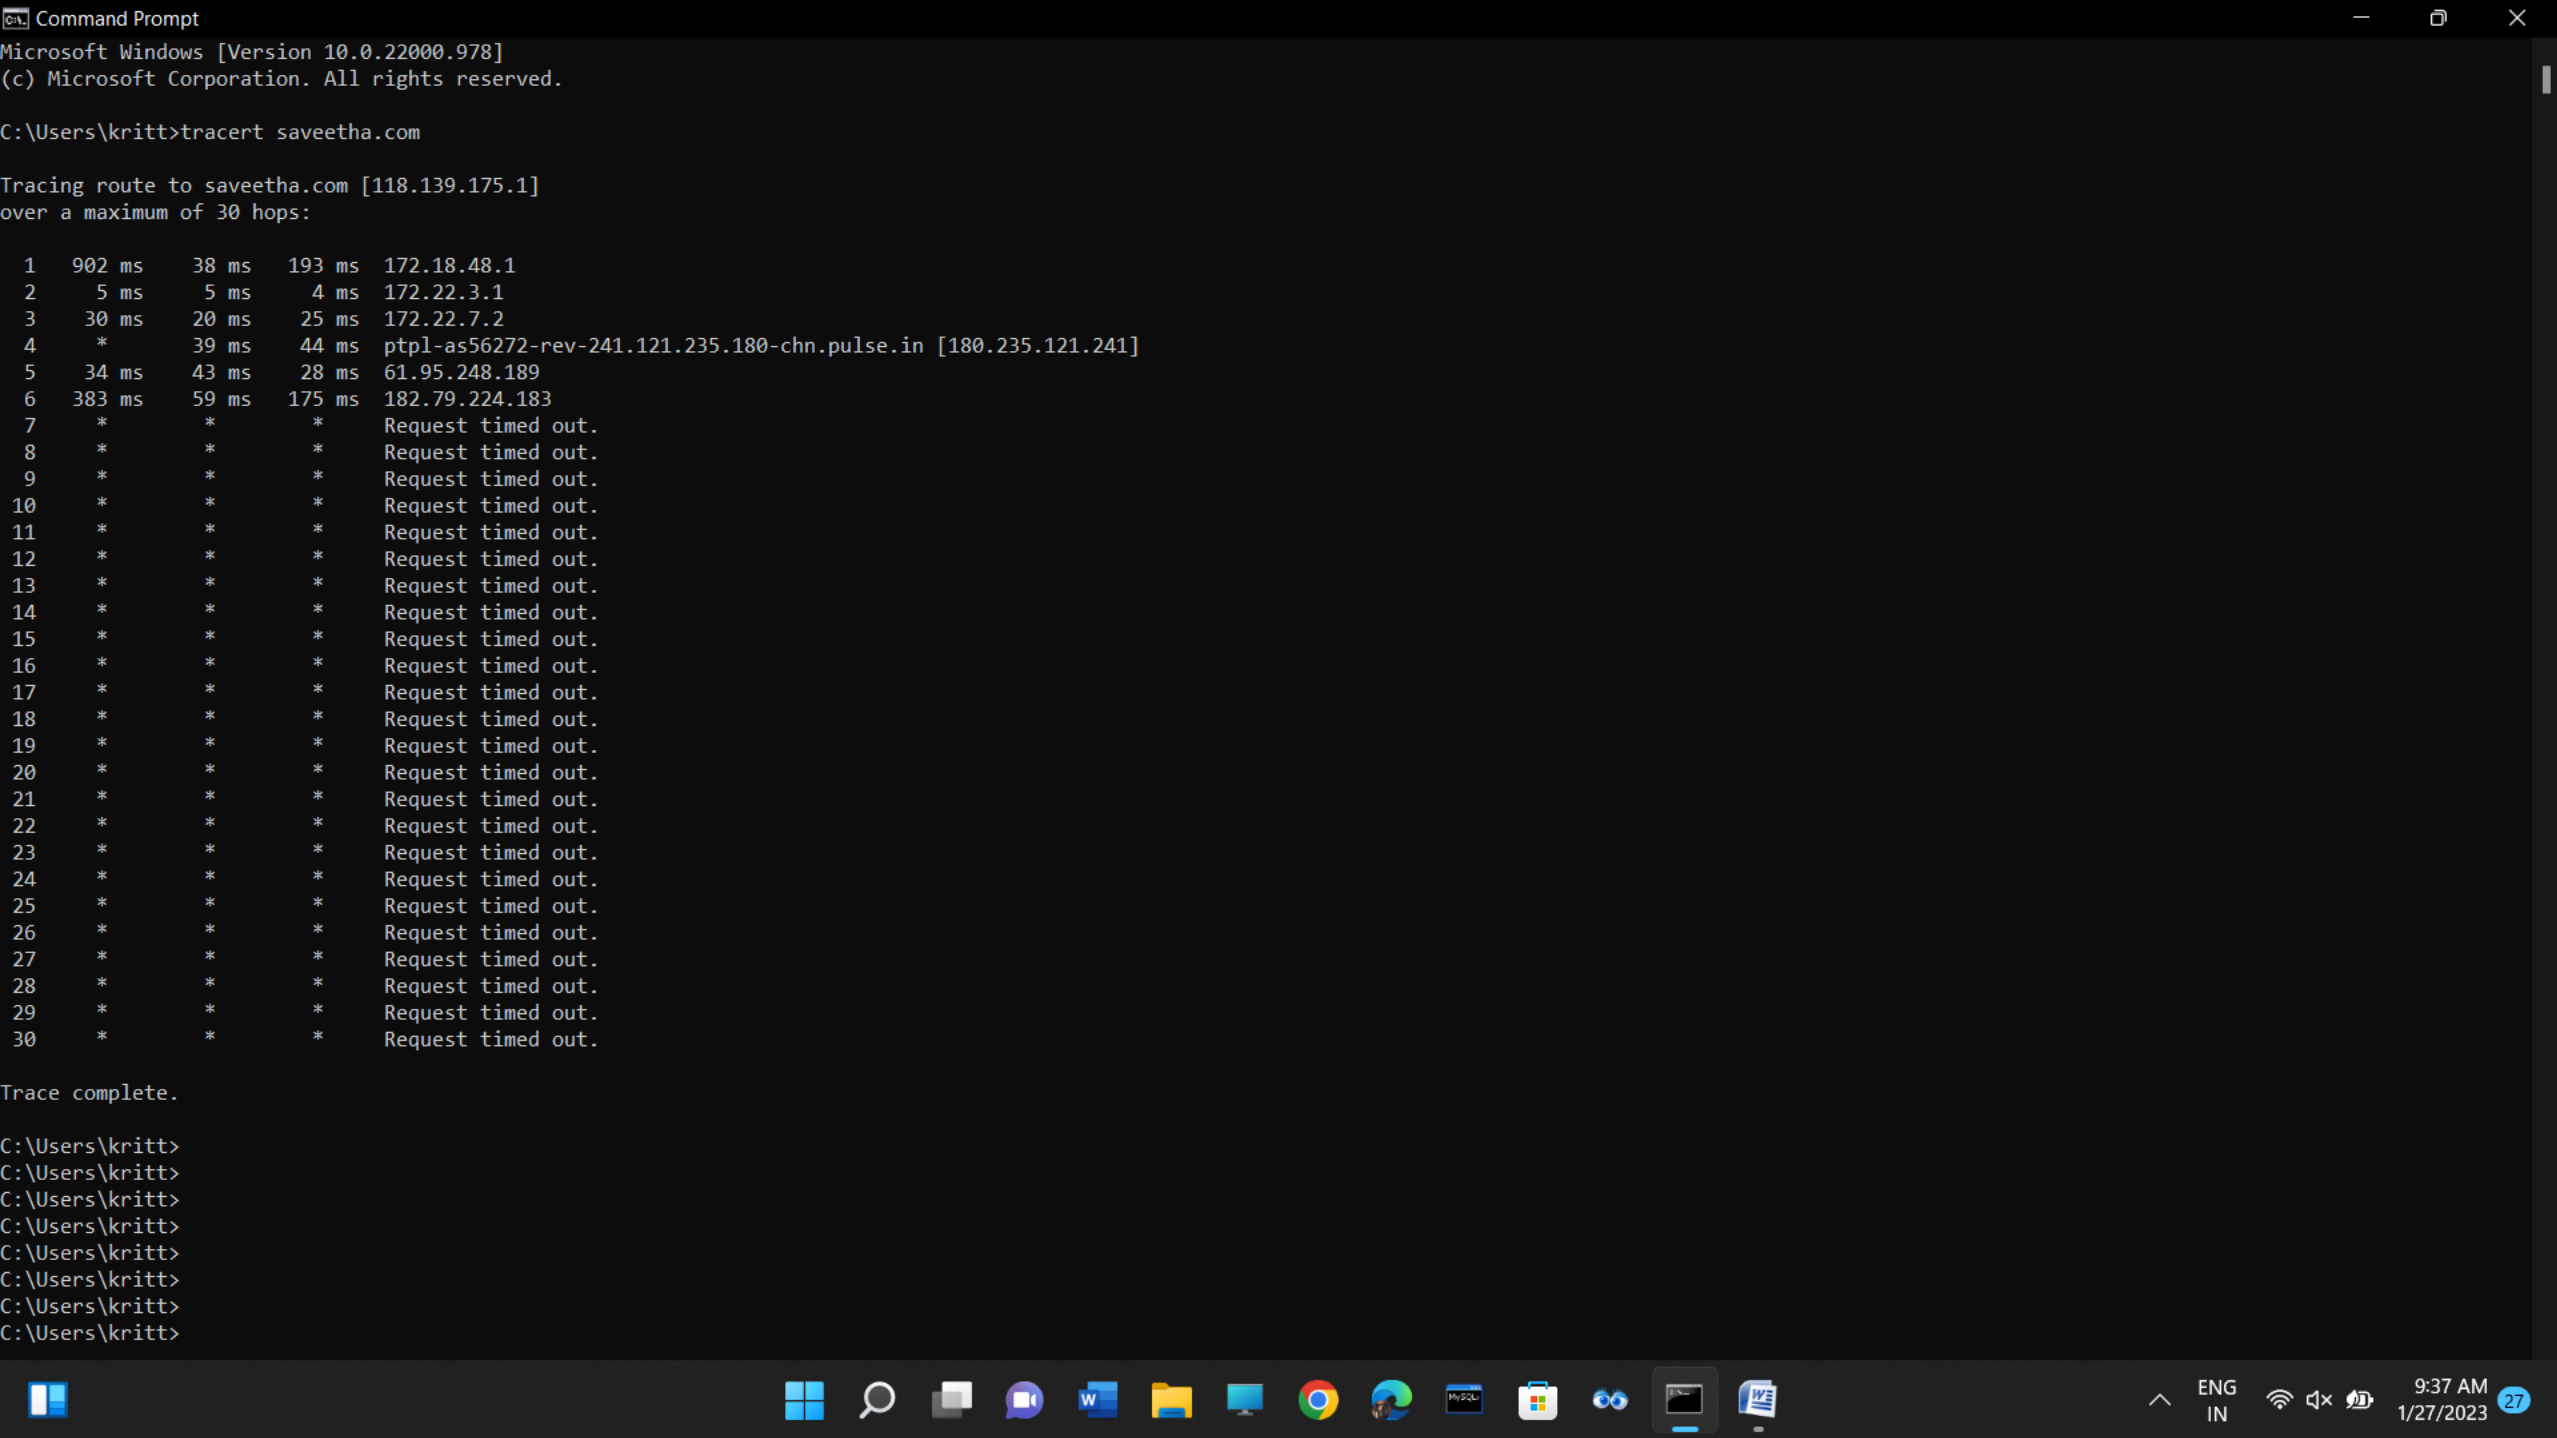 Command Prompt
Microsoft Windows [Version 10.0.22000.978]
(c) Microsoft Corporation. All rights reserved.
C:\Users\kritt>tracert saveetha.com
Tracing route to saveetha.com [118.139.175.1]
over a maximum of 30 hops:
1 902 ms 38 ms 193 ms 172.18.48.1
2 5 ms 5 ms 4 ms 172.22.3.1
3 30 ms 20 ms 25 ms 172.22.7.2
4 * 39 ms 44 ms ptpl-as56272-rev-241.121.235.180-chn.pulse.in [180.235.121.241]
5 34 ms 43 ms 28 ms 61.95.248.189
6 383 ms 59 ms 175 ms 182.79.224.183
7 * * * Request timed out.
8 * * * Request timed out.
9 * * * Request timed out.
10 * * * Request timed out.
11 * * * Request timed out.
12 * * * Request timed out.
13 * * * Request timed out.
14 * * * Request timed out.
15 * * * Request timed out.
16 * * * Request timed out.
17 * * * Request timed out.
18 * * * Request timed out.
19 * * * Request timed out.
20 * * * Request timed out.
21 * * * Request timed out.
22 * * * Request timed out.
23 * * * Request timed out.
24 * * * Request timed out.
25 * * * Request timed out.
26 * * * Request timed out.
27 * * * Request timed out.
28 * * * Request timed out.
29 * * * Request timed out.
30 * * * Request timed out.
Trace complete.
C:\Users\kritt>
C:\Users\kritt>
C:\Users\kritt>
C:\Users\kritt>
C:\Users\kritt>
C:\Users\kritt>
C:\Users\kritt>
C:\Users\kritt>
MySQL
ENG
IN
9:37 AM
1/27/2023
27